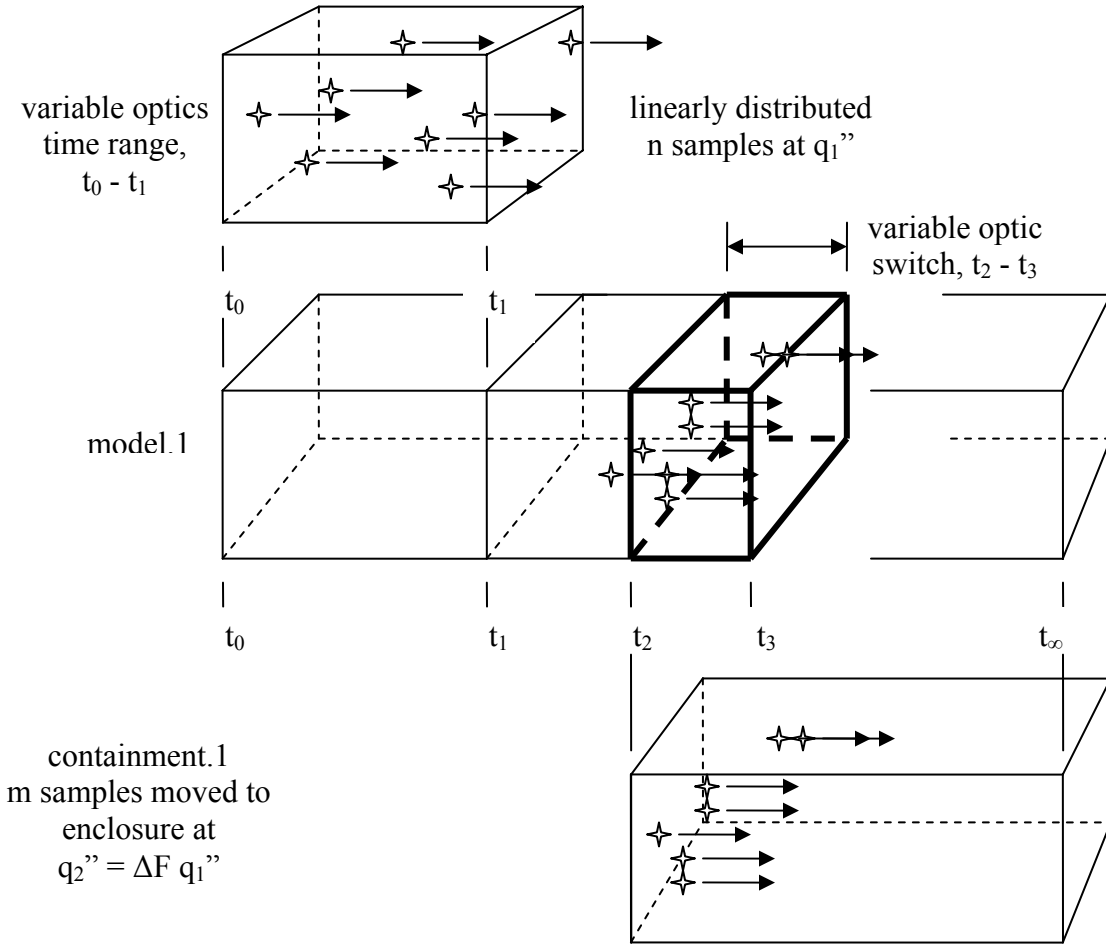 variable optics
time range,
t₀ - t₁
linearly distributed
n samples at q₁”
variable optic
switch, t₂ - t₃
t₀
t₁
model.1
t₀
t₁
t₂
t₃
t∞
containment.1
m samples moved to
enclosure at
q₂” = ΔF q₁”